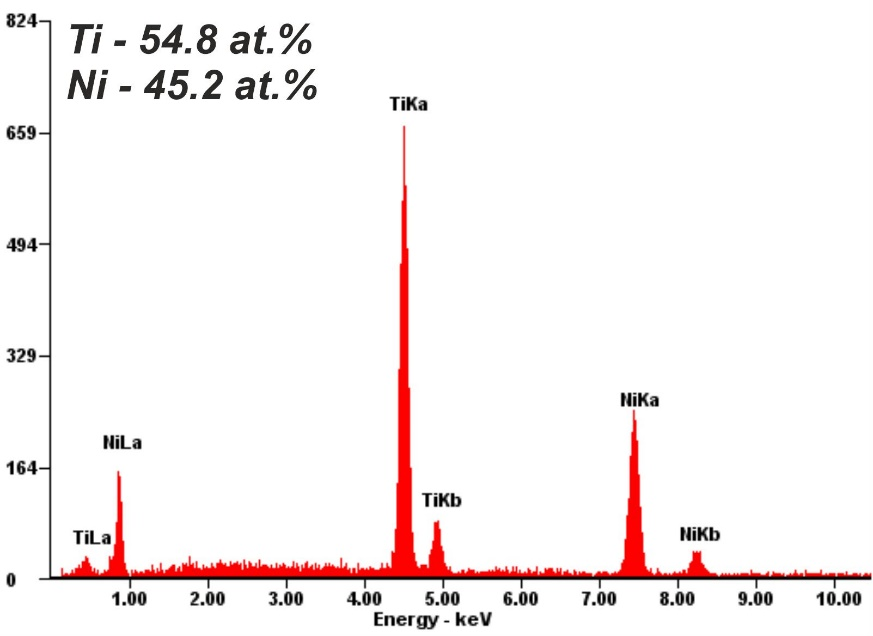 824
Ti - 54.8 at.%
Ni - 45.2 at.%
TiKa
659
494
329
NiKa
NiLa
164
TiKb
TiLa
NiKb
0
1.00 2.00 3.00 4.00 5.00 6.00 7.00 8.00 9.00 10.00
Energy - keV